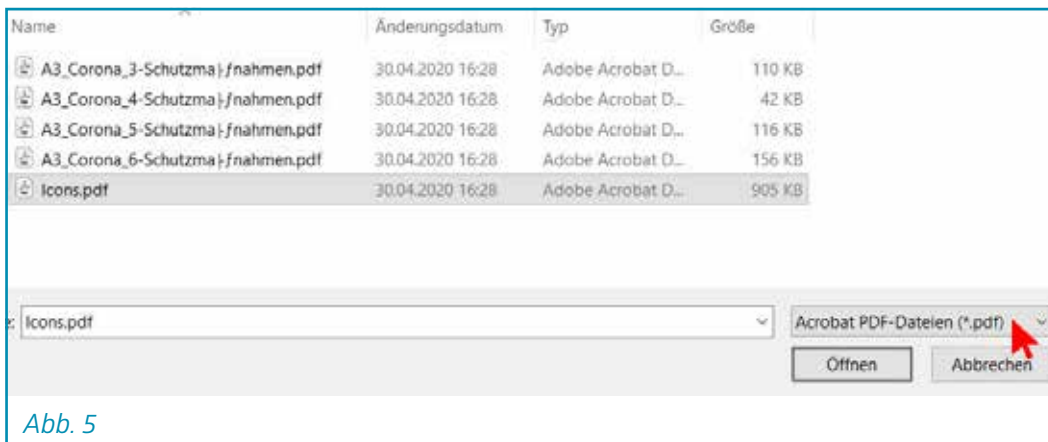 Name Änderungsdatum Typ Größe
A3_Corona_3-Schutzma├ƒnahmen.pdf 30.04.2020 16:28 Adobe Acrobat D... 110 KB
A3_Corona_4-Schutzma├ƒnahmen.pdf 30.04.2020 16:28 Adobe Acrobat D... 42 KB
A3_Corona_5-Schutzma├ƒnahmen.pdf 30.04.2020 16:28 Adobe Acrobat D... 116 KB
A3_Corona_6-Schutzma├ƒnahmen.pdf 30.04.2020 16:28 Adobe Acrobat D... 156 KB
Icons.pdf 30.04.2020 16:28 Adobe Acrobat D... 905 KB
e: Icons.pdf Acrobat PDF-Dateien (*.pdf)
Öffnen Abbrechen
Abb. 5